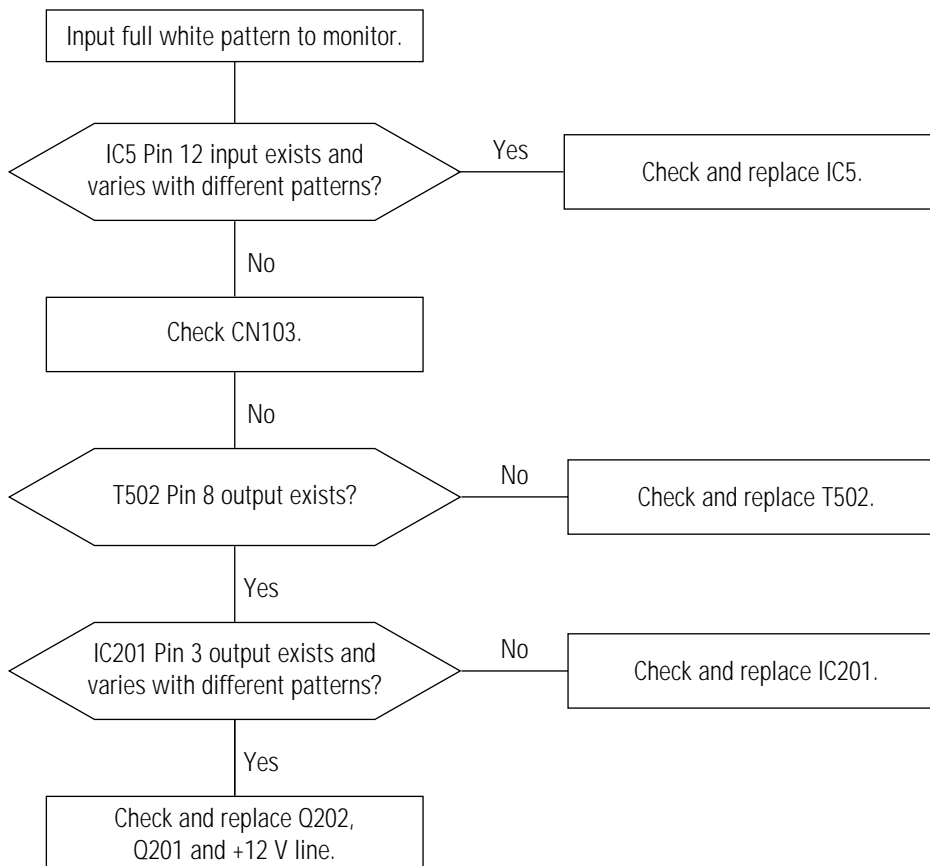 Input full white pattern to monitor.
IC5 Pin 12 input exists and
varies with different patterns?
Yes
Check and replace IC5.
No
Check CN103.
No
T502 Pin 8 output exists?
No
Check and replace T502.
Yes
IC201 Pin 3 output exists and
varies with different patterns?
No
Check and replace IC201.
Yes
Check and replace Q202,
Q201 and +12 V line.